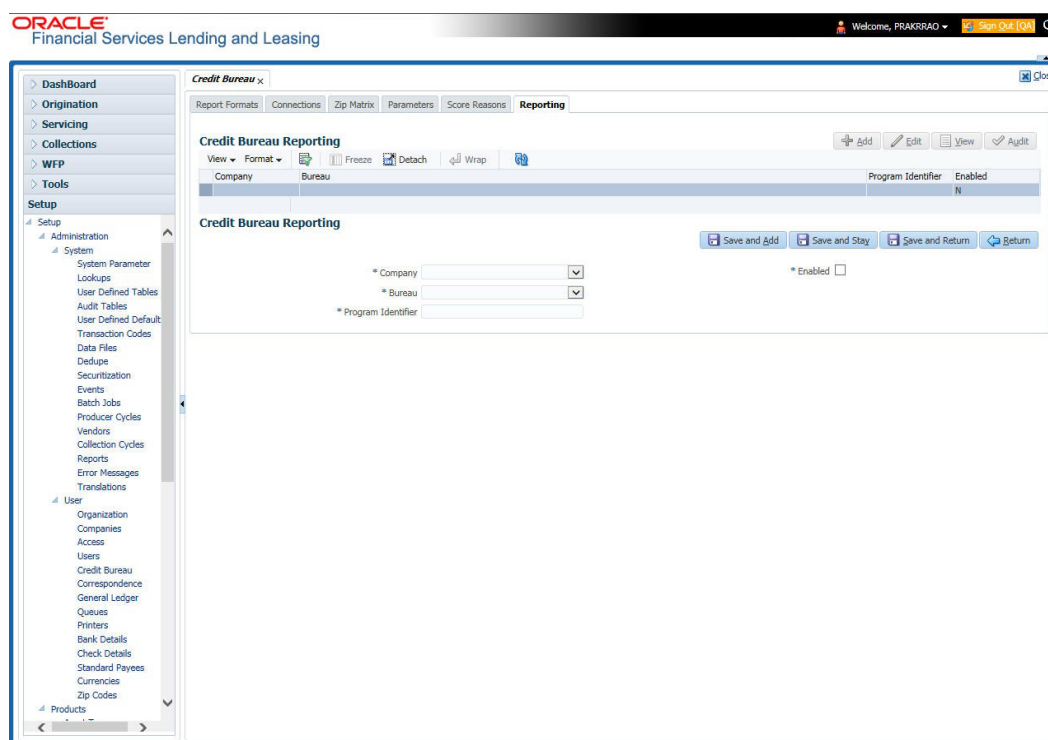 ORACLE
Financial Services Lending and Leasing
Welcome, PRAKRRAO
Sign Out [QA]
DashBoard
Origination
Servicing
Collections
WFP
Tools
Setup
Setup
Administration
System
System Parameter
Lookups
User Defined Tables
Audit Tables
User Defined Default
Transaction Codes
Data Files
Dedupe
Securitization
Events
Batch Jobs
Producer Cycles
Vendors
Collection Cycles
Reports
Error Messages
Translations
User
Organization
Companies
Access
Users
Credit Bureau
Correspondence
General Ledger
Queues
Printers
Bank Details
Check Details
Standard Payees
Currencies
Zip Codes
Products
Credit Bureau x
Report Formats Connections Zip Matrix Parameters Score Reasons Reporting
Credit Bureau Reporting
Add Edit View Audit
View Format Freeze Detach Wrap
Company Bureau Program Identifier Enabled
N
Credit Bureau Reporting
Save and Add Save and Stay Save and Return Return
* Company
* Enabled
* Bureau
* Program Identifier